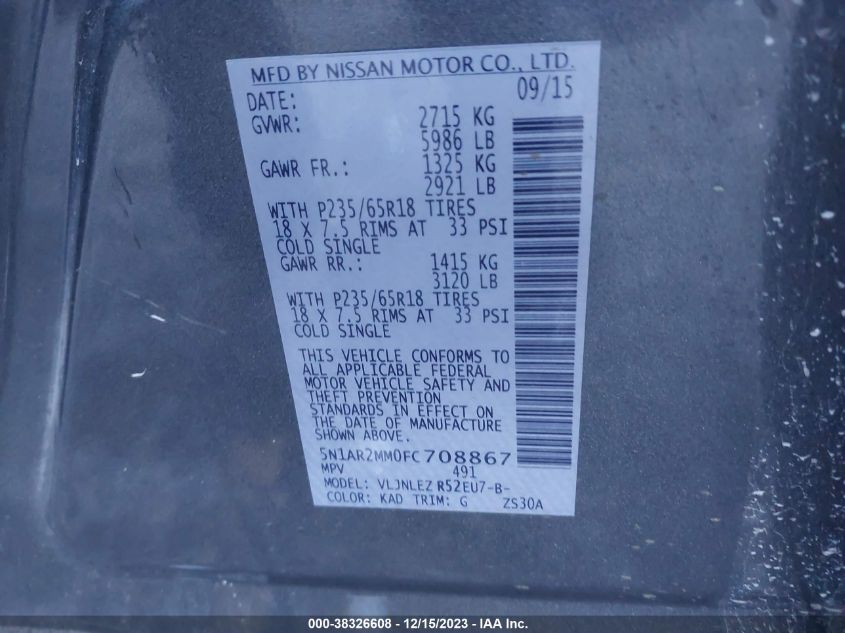 MFD BY NISSAN MOTOR CO., LTD.
DATE: 09/15
GVWR: 2715 KG
5986 LB
GAWR FR.: 1325 KG
2921 LB
WITH P235/65R18 TIRES
18 X 7.5 RIMS AT 33 PSI
COLD SINGLE
GAWR RR.: 1415 KG
3120 LB
WITH P235/65R18 TIRES
18 X 7.5 RIMS AT 33 PSI
COLD SINGLE
THIS VEHICLE CONFORMS TO
ALL APPLICABLE FEDERAL
MOTOR VEHICLE SAFETY AND
THEFT PREVENTION
STANDARDS IN EFFECT ON
THE DATE OF MANUFACTURE
SHOWN ABOVE.
5N1AR2MM0FC708867
MPV 491
MODEL: VLJNLEZ R52EU7-B-
COLOR: KAD TRIM: G ZS30A
000-38326608 - 12/15/2023 - IAA Inc.